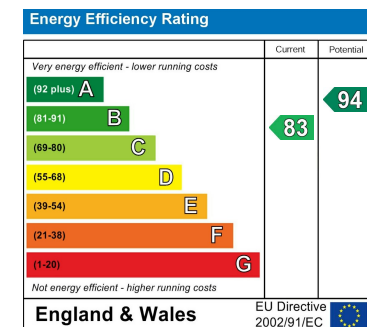 Energy Efficiency Rating
Current Potential
Very energy efficient - lower running costs
(92 plus) A
94
(81-91) B
83
(69-80) C
(55-68) D
(39-54) E
(21-38) F
(1-20) G
Not energy efficient - higher running costs
England & Wales
EU Directive
2002/91/EC